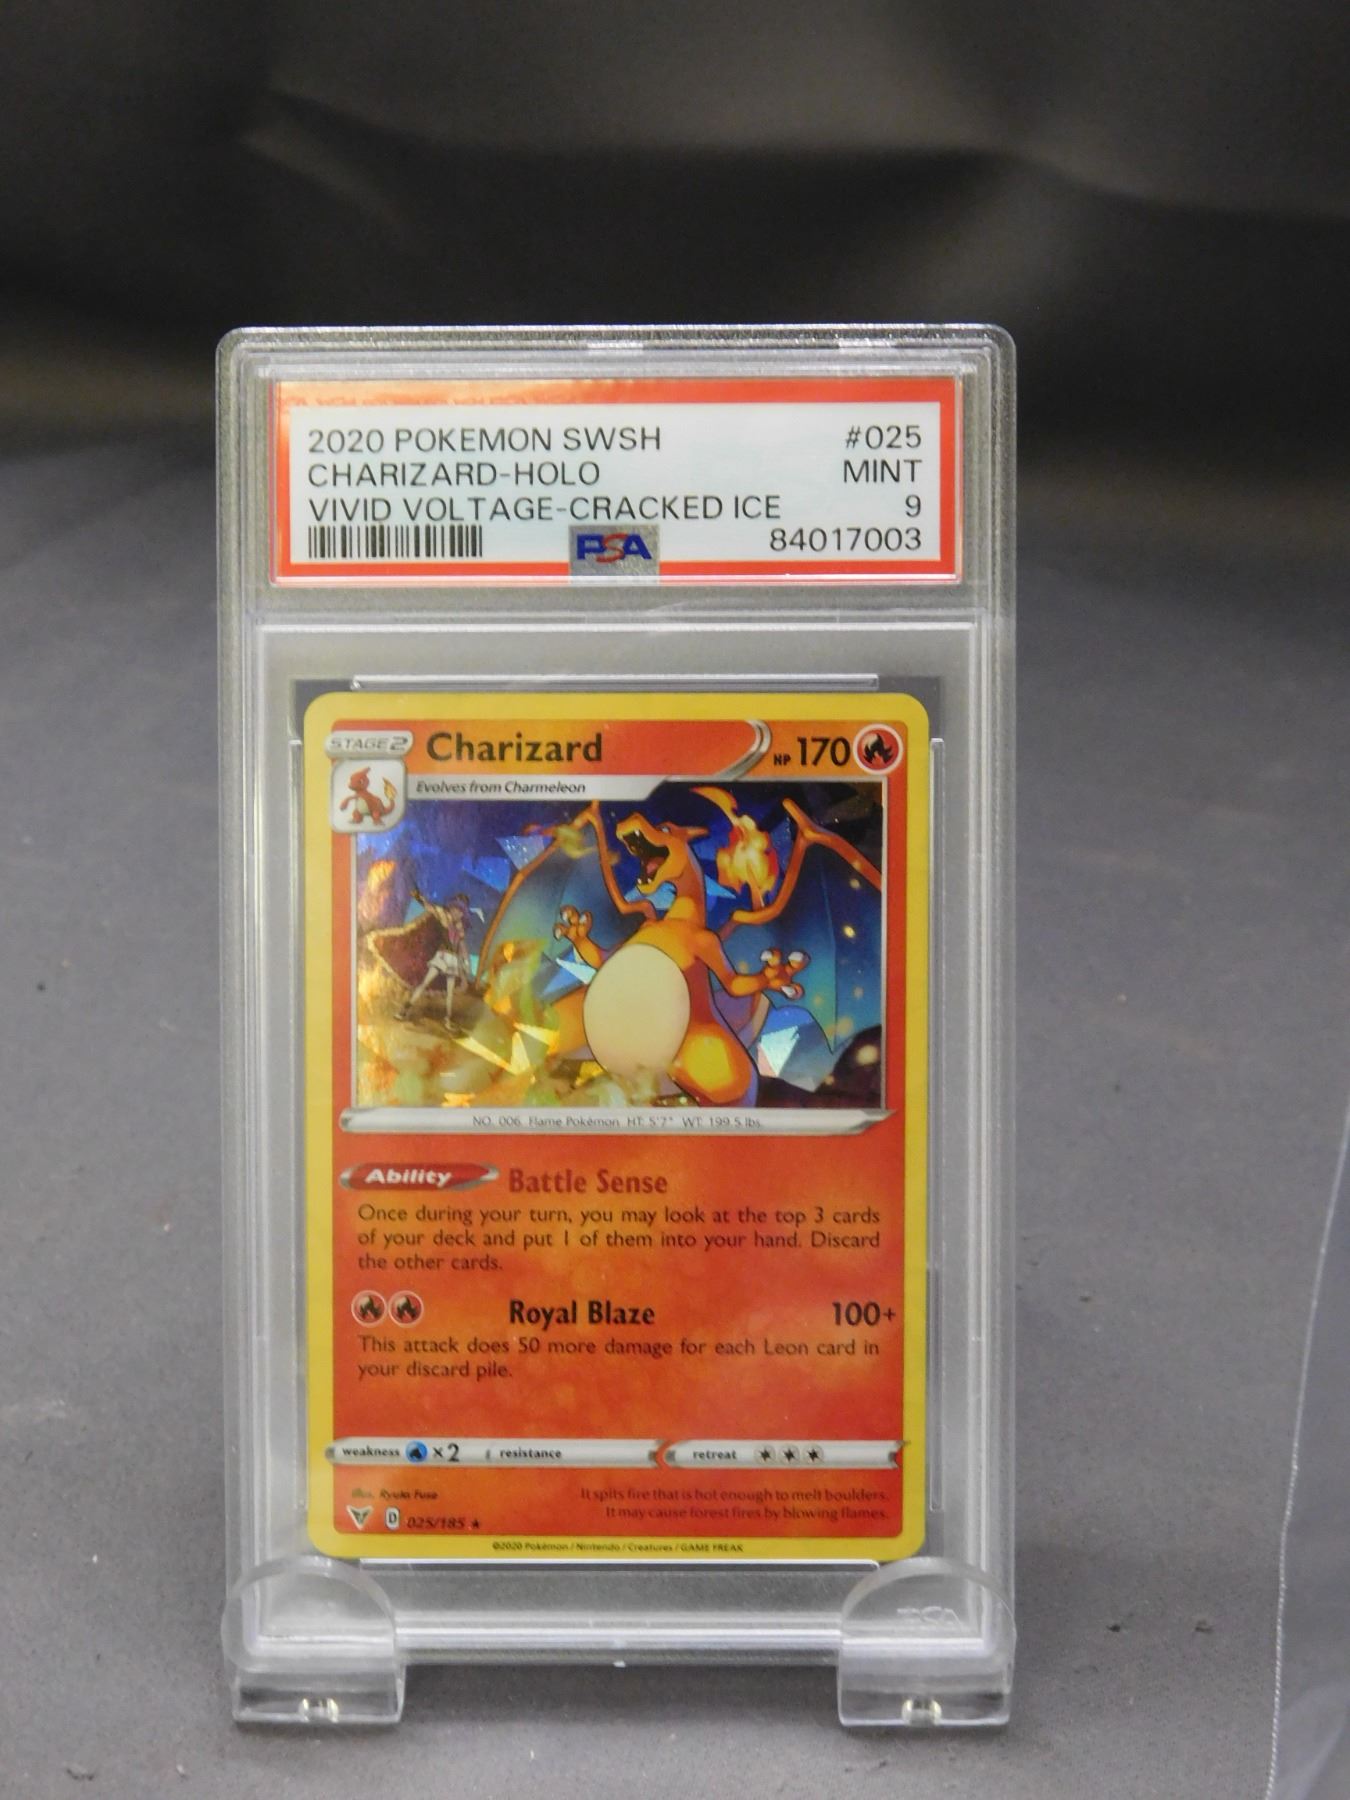 2020 POKEMON SWSH #025
CHARIZARD-HOLO MINT
VIVID VOLTAGE-CRACKED ICE 9
PSA 84017003
STAGE 2 Charizard HP 170
Evolves from Charmeleon
NO. 006 Flame Pokémon HT: 5'7" WT: 199.5 lbs.
Ability Battle Sense
Once during your turn, you may look at the top 3 cards
of your deck and put 1 of them into your hand. Discard
the other cards.
Royal Blaze 100+
This attack does 50 more damage for each Leon card in
your discard pile.
weakness ×2 resistance retreat
Illus. Ryuta Fuse
It spits fire that is hot enough to melt boulders.
It may cause forest fires by blowing flames.
D 025/185 ★
©2020 Pokémon / Nintendo / Creatures / GAME FREAK
PSA